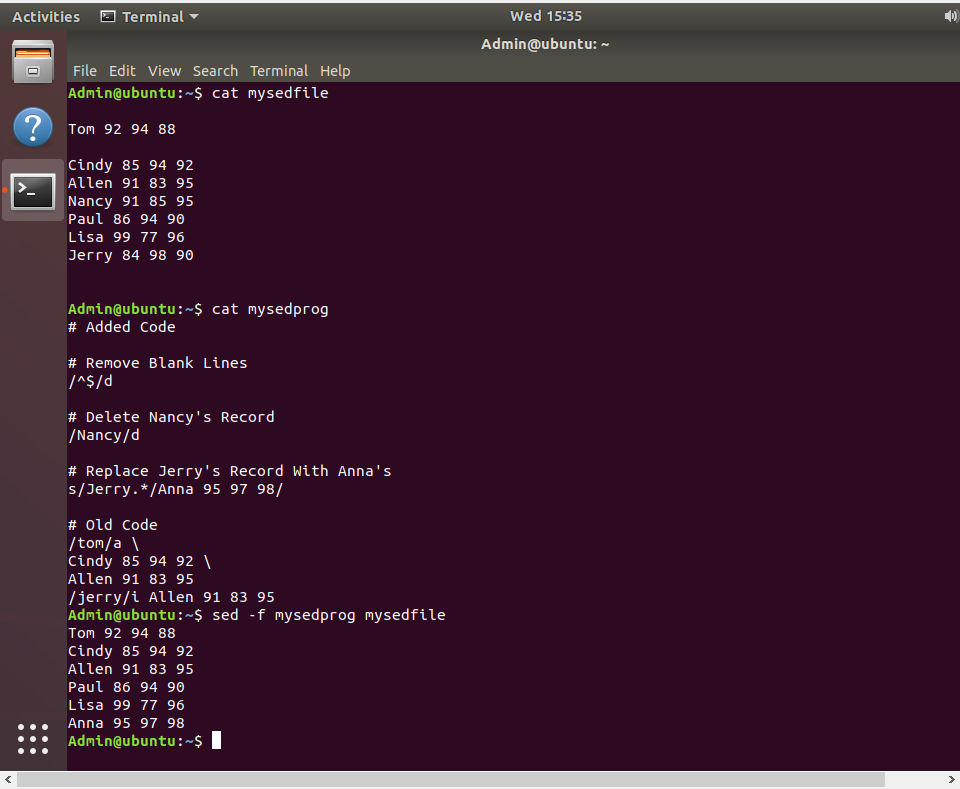 Activities Terminal Wed 15:35
Admin@ubuntu: ~
File Edit View Search Terminal Help
Admin@ubuntu:~$ cat mysedfile
Tom 92 94 88
Cindy 85 94 92
Allen 91 83 95
Nancy 91 85 95
Paul 86 94 90
Lisa 99 77 96
Jerry 84 98 90
Admin@ubuntu:~$ cat mysedprog
# Added Code
# Remove Blank Lines
/^$/d
# Delete Nancy's Record
/Nancy/d
# Replace Jerry's Record With Anna's
s/Jerry.*/Anna 95 97 98/
# Old Code
/tom/a \
Cindy 85 94 92 \
Allen 91 83 95
/jerry/i Allen 91 83 95
Admin@ubuntu:~$ sed -f mysedprog mysedfile
Tom 92 94 88
Cindy 85 94 92
Allen 91 83 95
Paul 86 94 90
Lisa 99 77 96
Anna 95 97 98
Admin@ubuntu:~$